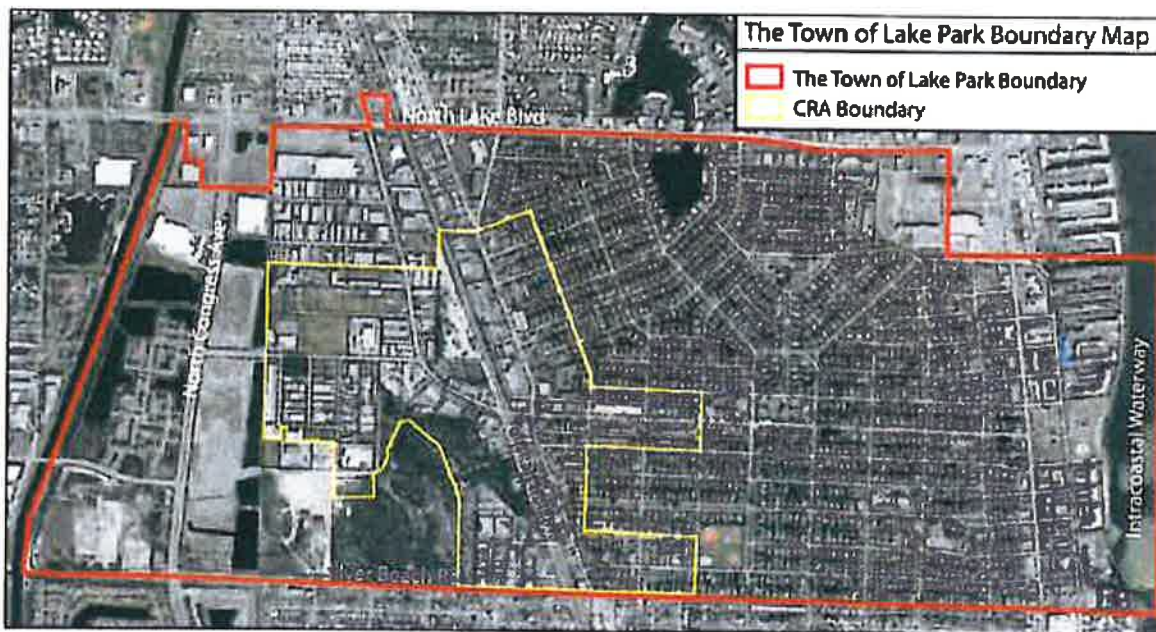 The Town of Lake Park Boundary Map
The Town of Lake Park Boundary
CRA Boundary
North Lake Blvd
North Congress Ave
Intracoastal Waterway